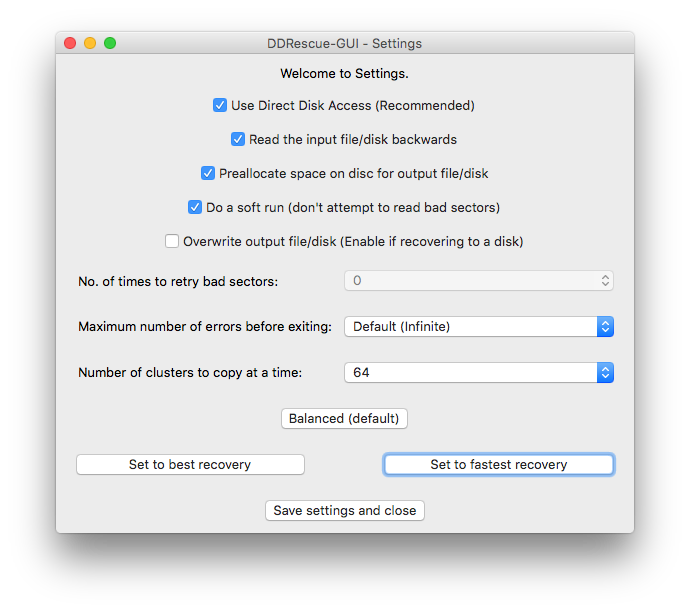 DDRescue-GUI - Settings
Welcome to Settings.
Use Direct Disk Access (Recommended)
Read the input file/disk backwards
Preallocate space on disc for output file/disk
Do a soft run (don't attempt to read bad sectors)
Overwrite output file/disk (Enable if recovering to a disk)
No. of times to retry bad sectors: 0
Maximum number of errors before exiting: Default (Infinite)
Number of clusters to copy at a time: 64
Balanced (default)
Set to best recovery Set to fastest recovery
Save settings and close